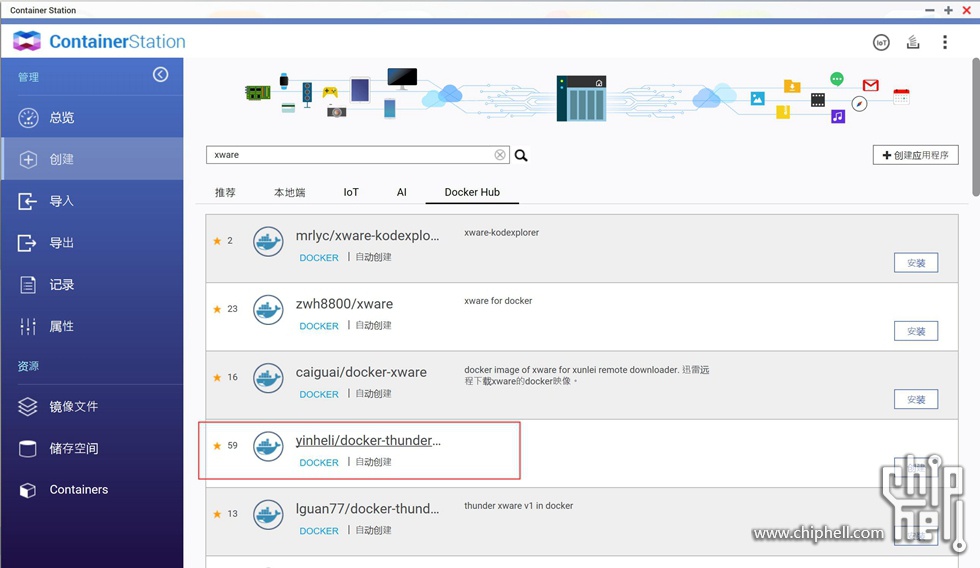 Container Station
ContainerStation
IoT
管理
总览
创建
导入
导出
记录
属性
资源
镜像文件
储存空间
Containers
xware
创建应用程序
推荐 本地端 IoT AI Docker Hub
2
mrlyc/xware-kodexplo...
xware-kodexplorer
DOCKER | 自动创建
安装
23
zwh8800/xware
xware for docker
DOCKER | 自动创建
安装
16
caiguai/docker-xware
docker image of xware for xunlei remote downloader. 迅雷远
程下载xware的docker映像。
DOCKER | 自动创建
安装
59
yinheli/docker-thunder...
DOCKER | 自动创建
13
lguan77/docker-thund...
thunder xware v1 in docker
DOCKER | 自动创建
www.chiphell.com
chip
hell